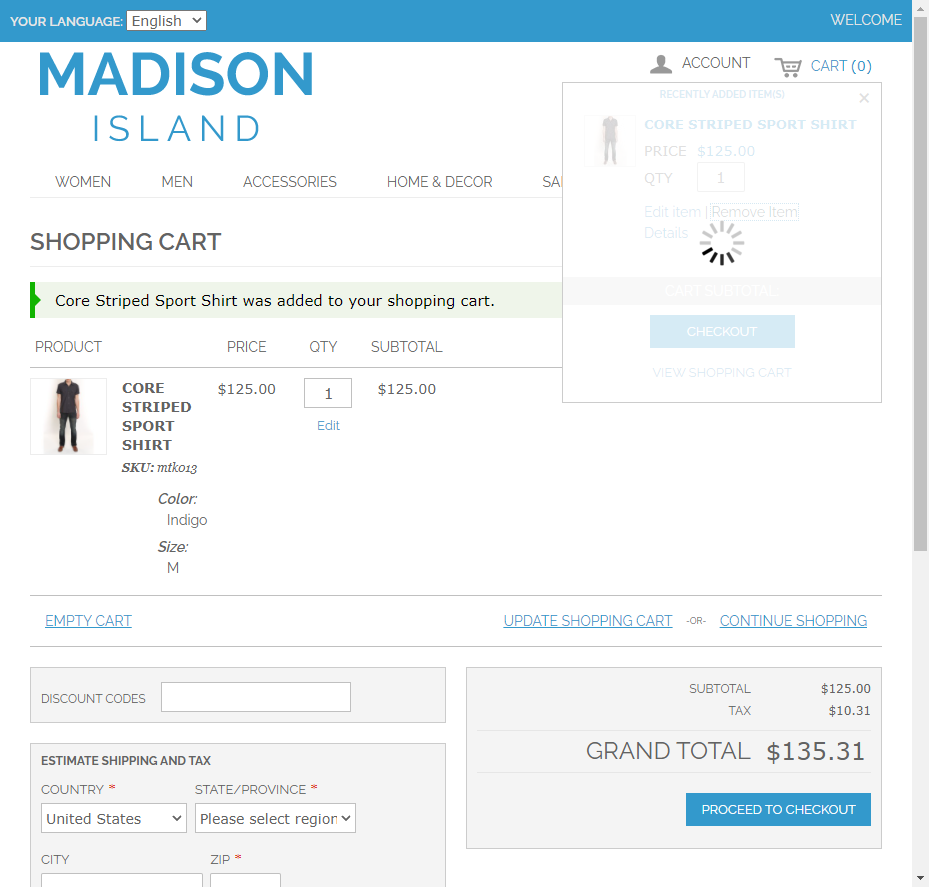 YOUR LANGUAGE: English
WELCOME
MADISON
ISLAND
ACCOUNT
CART (0)
RECENTLY ADDED ITEM(S)
×
CORE STRIPED SPORT SHIRT
PRICE $125.00
QTY 1
Edit item | Remove Item
Details
CART SUBTOTAL:
CHECKOUT
VIEW SHOPPING CART
WOMEN MEN ACCESSORIES HOME & DECOR SA
SHOPPING CART
Core Striped Sport Shirt was added to your shopping cart.
PRODUCT PRICE QTY SUBTOTAL
CORE
STRIPED
SPORT
SHIRT
SKU: mtk013
Color:
Indigo
Size:
M
$125.00 1 $125.00
Edit
EMPTY CART UPDATE SHOPPING CART -OR- CONTINUE SHOPPING
DISCOUNT CODES
ESTIMATE SHIPPING AND TAX
COUNTRY * STATE/PROVINCE *
United States Please select region
CITY ZIP *
SUBTOTAL $125.00
TAX $10.31
GRAND TOTAL $135.31
PROCEED TO CHECKOUT